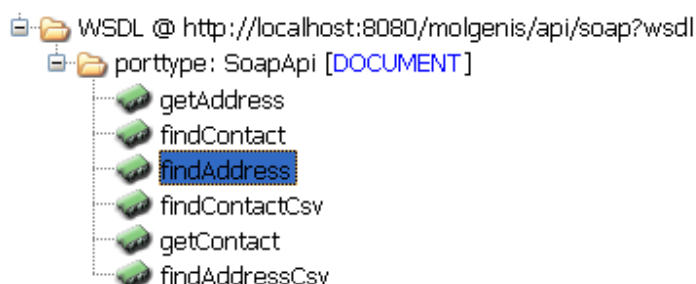 WSDL @ http://localhost:8080/molgenis/api/soap?wsdl
porttype: SoapApi [DOCUMENT]
getAddress
findContact
findAddress
findContactCsv
getContact
findAddressCsv